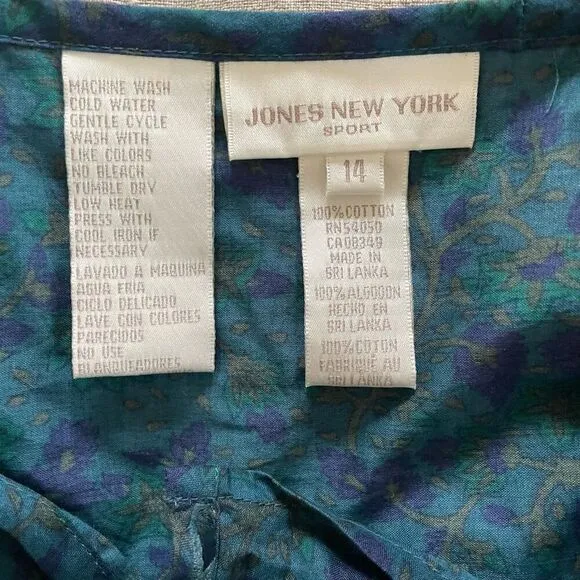 MACHINE WASH
COLD WATER
GENTLE CYCLE
WASH WITH
LIKE COLORS
NO BLEACH
TUMBLE DRY
LOW HEAT
PRESS WITH
COOL IRON IF
NECESSARY
LAVADO A MAQUINA
AGUA FRIA
CICLO DELICADO
LAVE CON COLORES
PARECIDOS
NO USE
BLANQUEADORES
JONES NEW YORK
SPORT
14
100% COTTON
RN54050
CA08349
MADE IN
SRI LANKA
100% ALGODON
HECHO EN
SRI LANKA
100% COTON
FABRIQUE AU
SRI LANKA